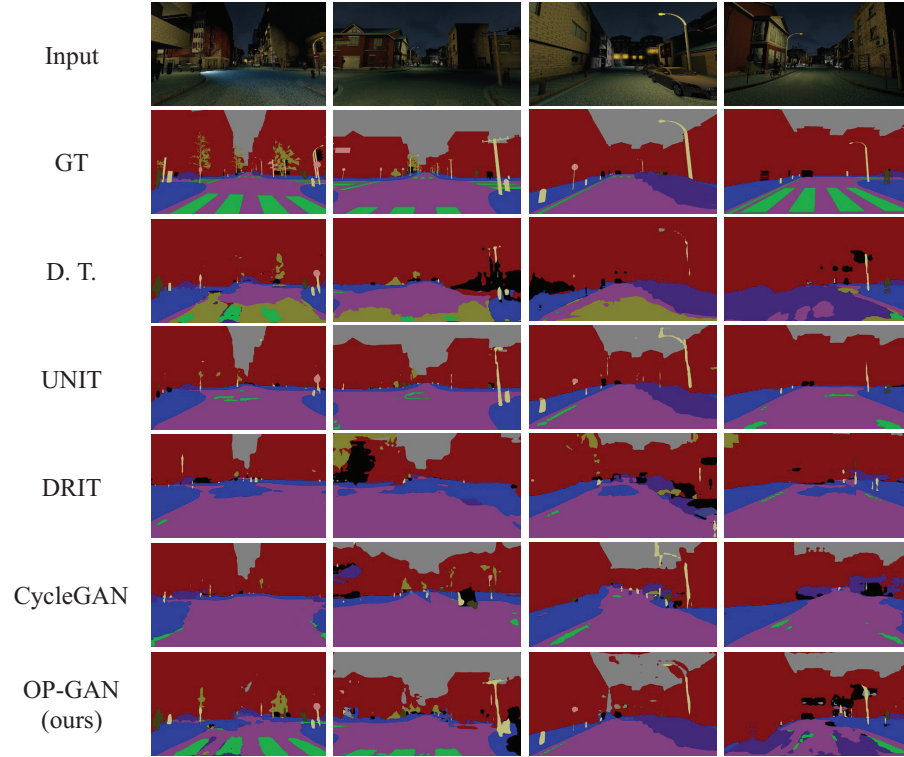 Input
GT
D. T.
UNIT
DRIT
CycleGAN
OP-GAN
(ours)